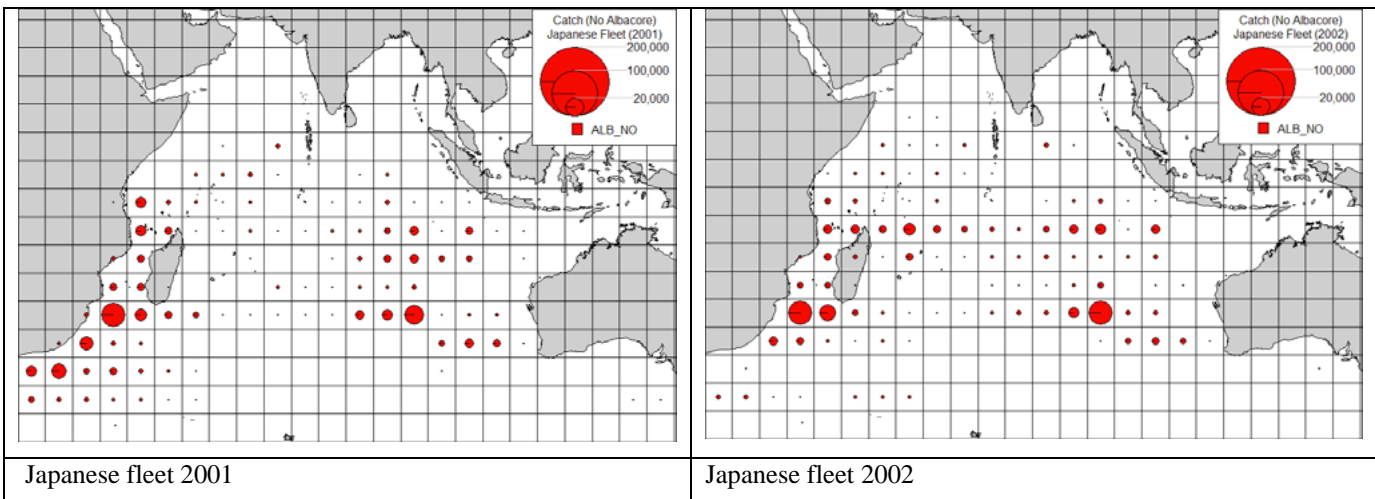 Catch (No Albacore)
Japanese Fleet (2001)
200,000
100,000
20,000
ALB_NO
Catch (No Albacore)
Japanese Fleet (2002)
200,000
100,000
20,000
ALB_NO
Japanese fleet 2001
Japanese fleet 2002